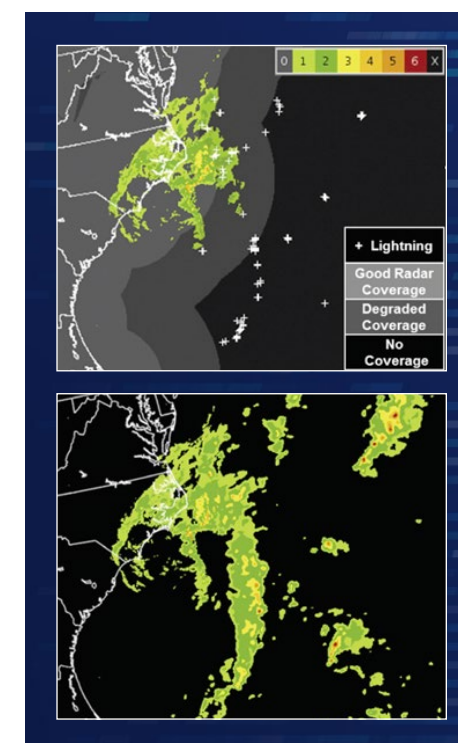 0 1 2 3 4 5 6 X
+ Lightning
Good Radar
Coverage
Degraded
Coverage
No
Coverage